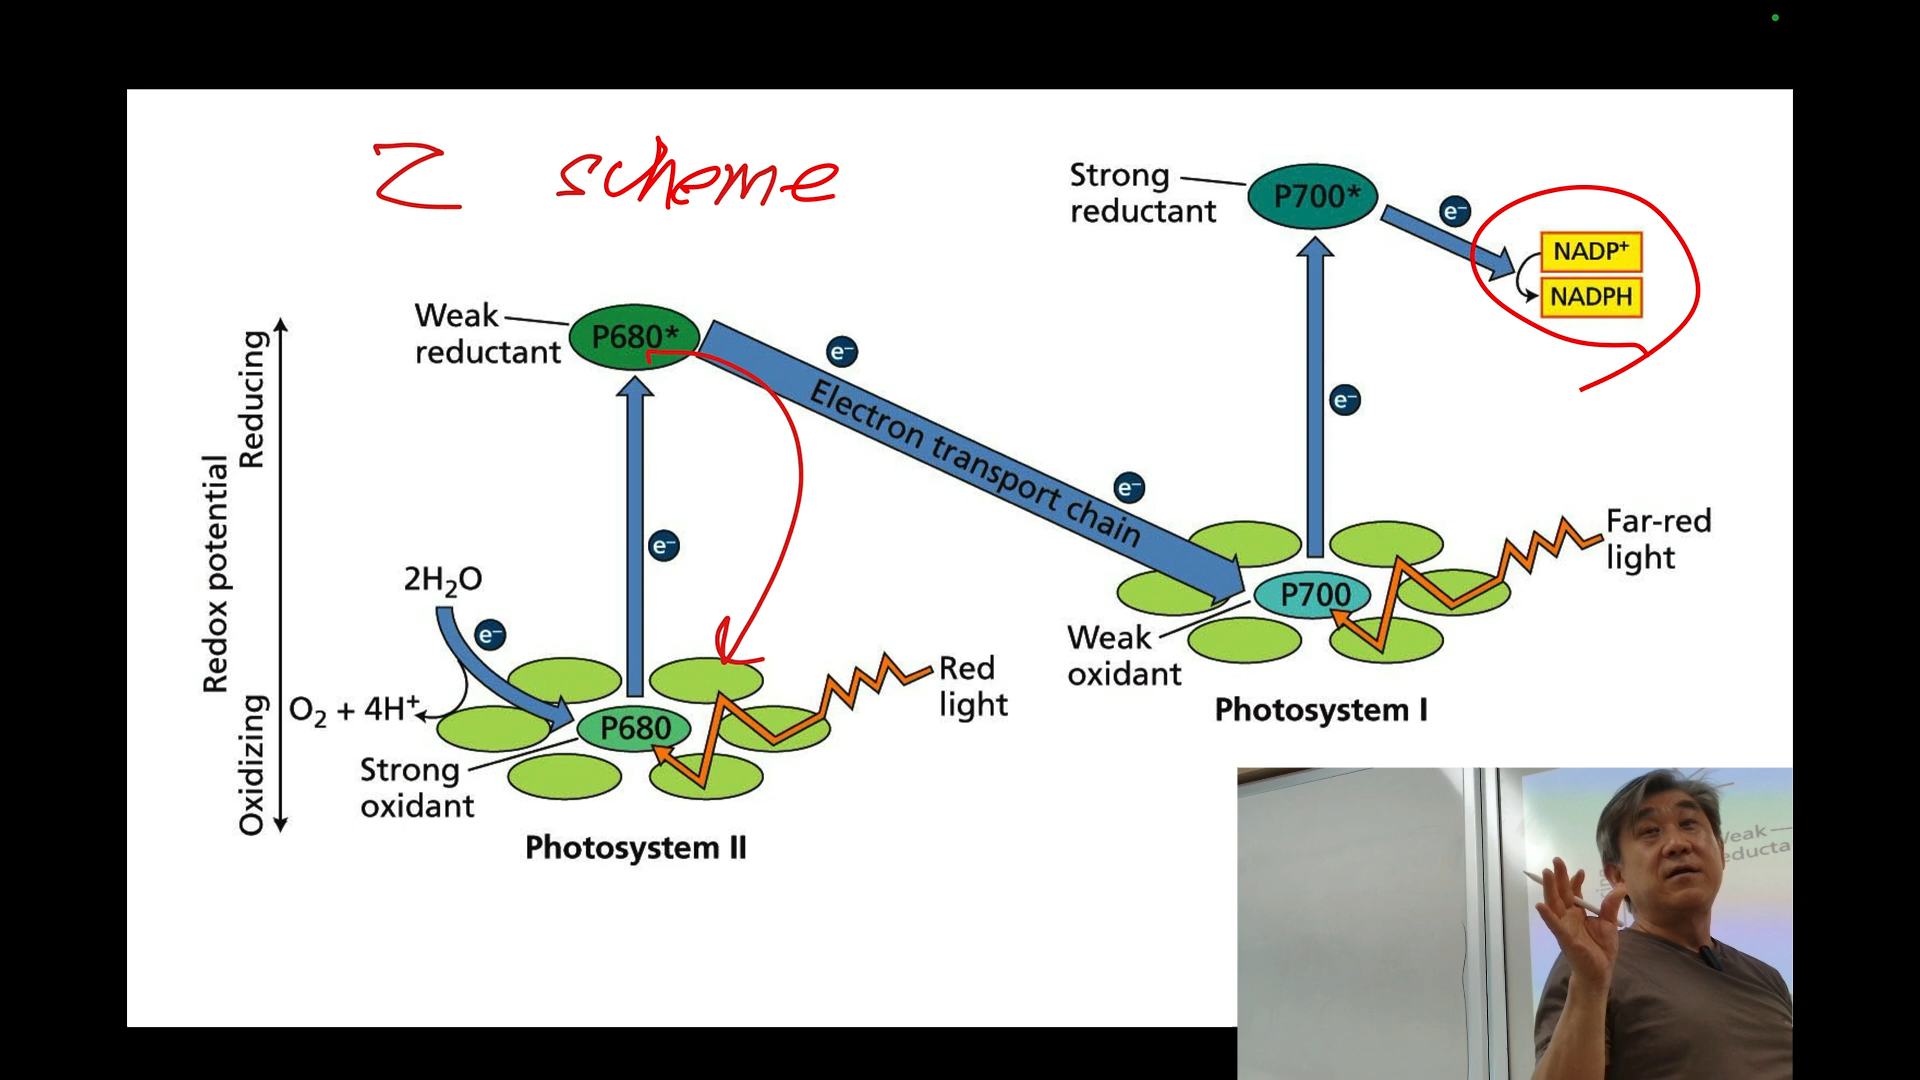 Z scheme
Strong
reductant
P700*
e⁻
NADP⁺
NADPH
Weak
reductant
P680*
e⁻
Electron transport chain
e⁻
e⁻
e⁻
Redox potential
Reducing
Oxidizing
2H₂O
e⁻
O₂ + 4H⁺
P680
Strong
oxidant
Red
light
Photosystem II
P700
Weak
oxidant
Far-red
light
Photosystem I